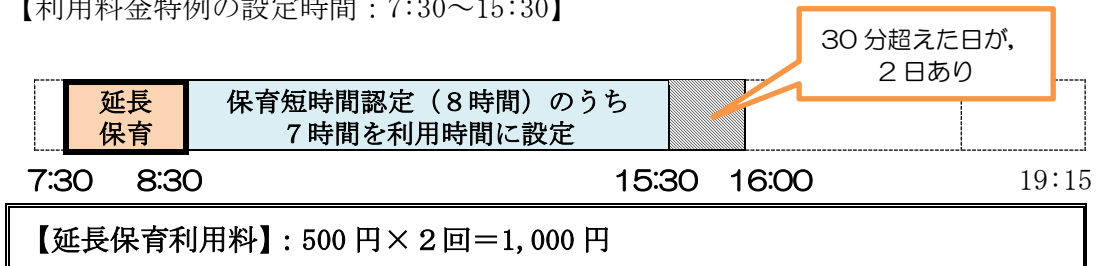 【利用料金特例の設定時間：7:30～15:30】
30 分超えた日が，
２日あり
延長
保育
保育短時間認定（８時間）のうち
７時間を利用時間に設定
7:30 8:30 15:30 16:00 19:15
【延長保育利用料】：500 円×２回＝1,000 円